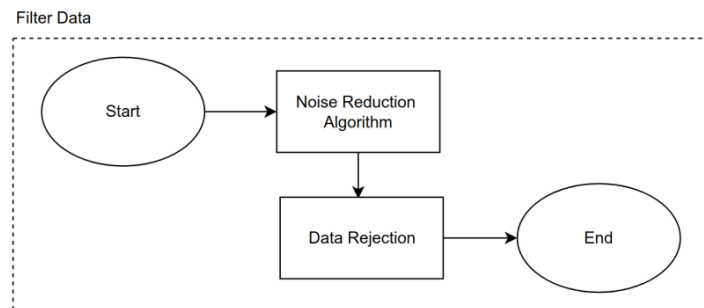 Filter Data
Start
Noise Reduction
Algorithm
Data Rejection
End